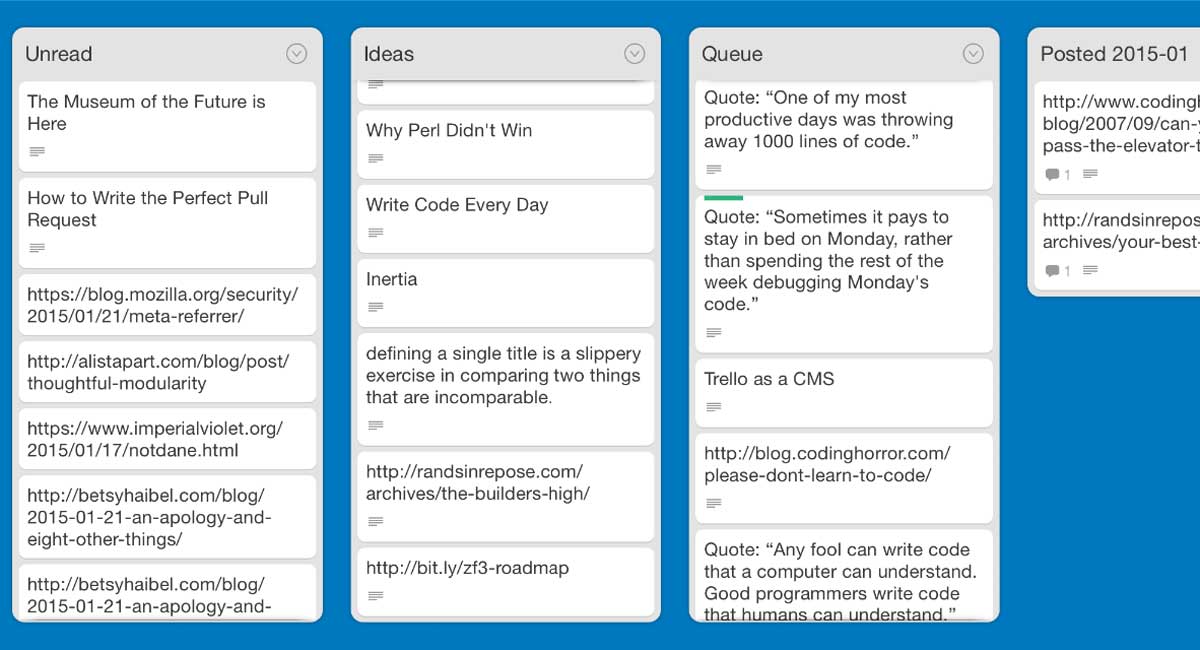 Unread
The Museum of the Future is
Here
How to Write the Perfect Pull
Request
https://blog.mozilla.org/security/
2015/01/21/meta-referrer/
http://alistapart.com/blog/post/
thoughtful-modularity
https://www.imperialviolet.org/
2015/01/17/notdane.html
http://betsyhaibel.com/blog/
2015-01-21-an-apology-and-
eight-other-things/
http://betsyhaibel.com/blog/
2015-01-21-an-apology-and-
Ideas
Why Perl Didn't Win
Write Code Every Day
Inertia
defining a single title is a slippery
exercise in comparing two things
that are incomparable.
http://randsinrepose.com/
archives/the-builders-high/
http://bit.ly/zf3-roadmap
Queue
Quote: “One of my most
productive days was throwing
away 1000 lines of code.”
Quote: “Sometimes it pays to
stay in bed on Monday, rather
than spending the rest of the
week debugging Monday's
code.”
Trello as a CMS
http://blog.codinghorror.com/
please-dont-learn-to-code/
Quote: “Any fool can write code
that a computer can understand.
Good programmers write code
that humans can understand.”
Posted 2015-01
http://www.codingh
blog/2007/09/can-y
pass-the-elevator-t
1
http://randsinrepos
archives/your-best-
1